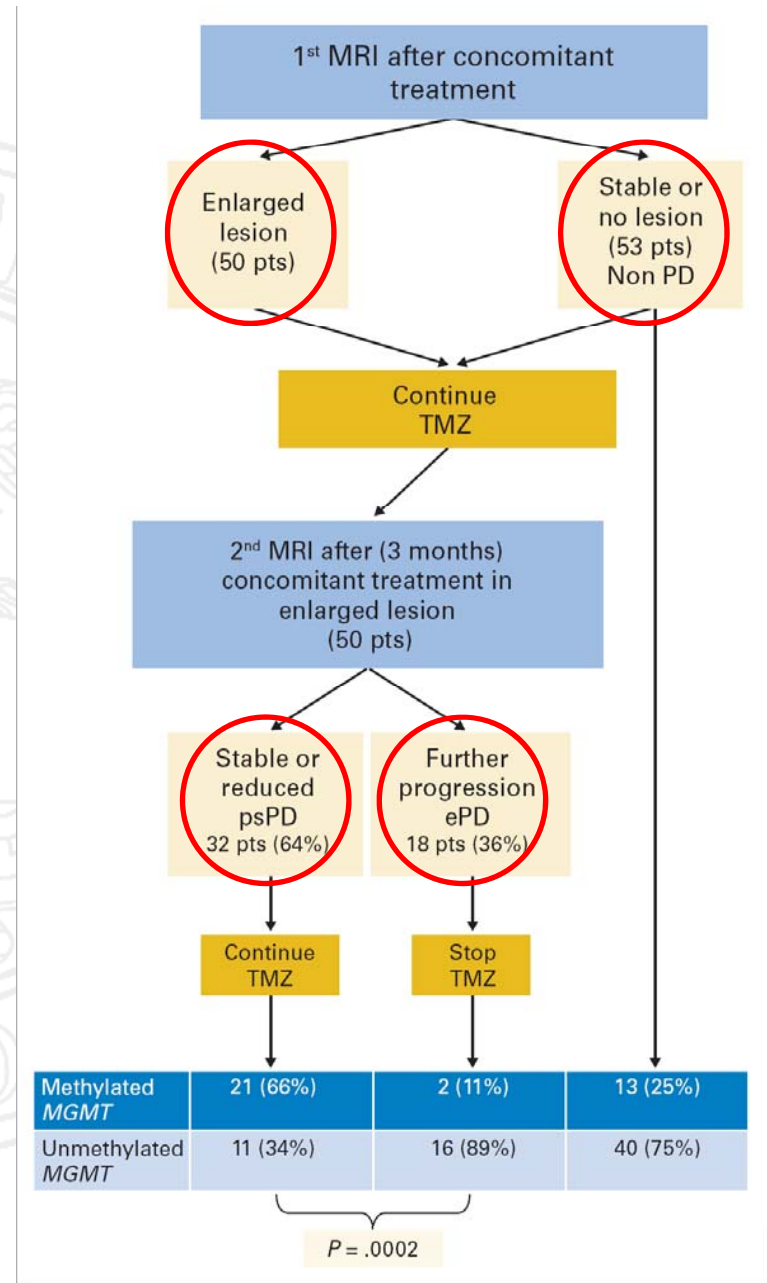 1st MRI after concomitant
treatment
Enlarged
lesion
(50 pts)
Stable or
no lesion
(53 pts)
Non PD
Continue
TMZ
2nd MRI after (3 months)
concomitant treatment in
enlarged lesion
(50 pts)
Stable or
reduced
psPD
32 pts (64%)
Further
progression
ePD
18 pts (36%)
Continue
TMZ
Stop
TMZ
Methylated
MGMT
21 (66%)
2 (11%)
13 (25%)
Unmethylated
MGMT
11 (34%)
16 (89%)
40 (75%)
P = .0002